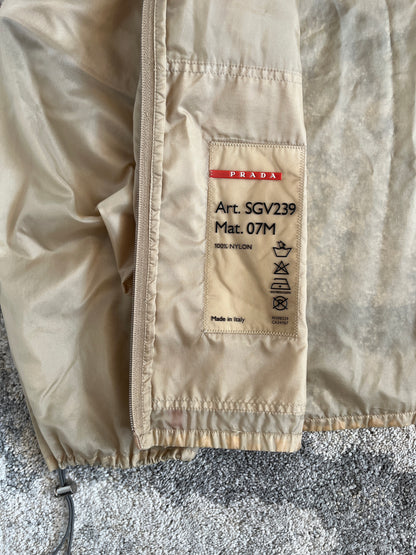 PRADA
Art. SGV239
Mat. 07M
100% NYLON
Made in Italy